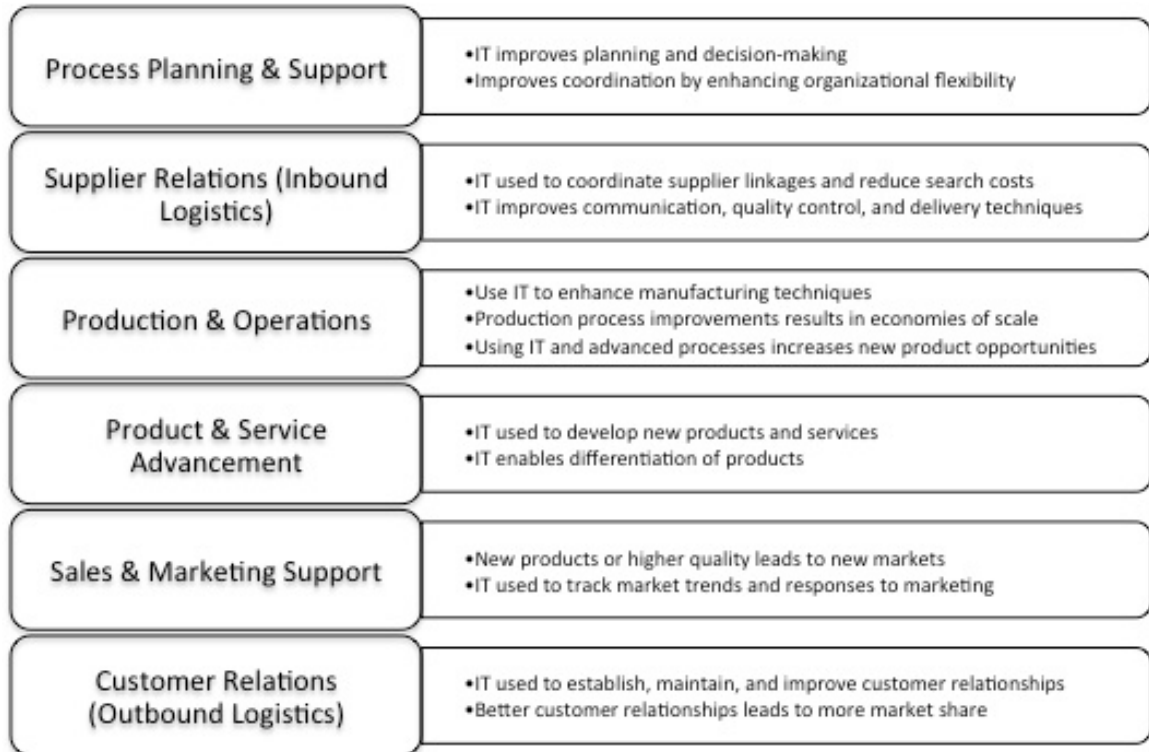 Process Planning & Support
•IT improves planning and decision-making
•Improves coordination by enhancing organizational flexibility
Supplier Relations (Inbound
Logistics)
•IT used to coordinate supplier linkages and reduce search costs
•IT improves communication, quality control, and delivery techniques
Production & Operations
•Use IT to enhance manufacturing techniques
•Production process improvements results in economies of scale
•Using IT and advanced processes increases new product opportunities
Product & Service
Advancement
•IT used to develop new products and services
•IT enables differentiation of products
Sales & Marketing Support
•New products or higher quality leads to new markets
•IT used to track market trends and responses to marketing
Customer Relations
(Outbound Logistics)
•IT used to establish, maintain, and improve customer relationships
•Better customer relationships leads to more market share